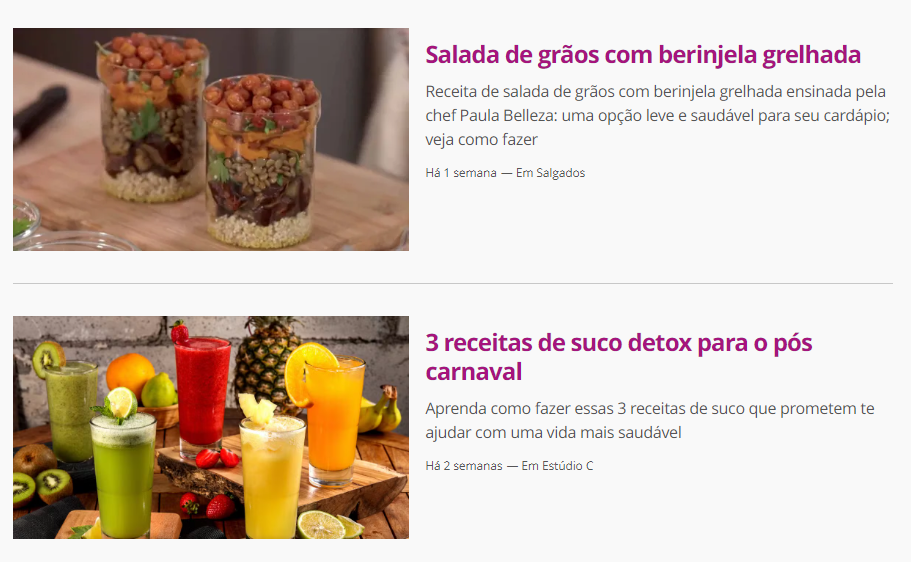 Salada de grãos com berinjela grelhada
Receita de salada de grãos com berinjela grelhada ensinada pela
chef Paula Belleza: uma opção leve e saudável para seu cardápio;
veja como fazer
Há 1 semana — Em Salgados
3 receitas de suco detox para o pós
carnaval
Aprenda como fazer essas 3 receitas de suco que prometem te
ajudar com uma vida mais saudável
Há 2 semanas — Em Estúdio C